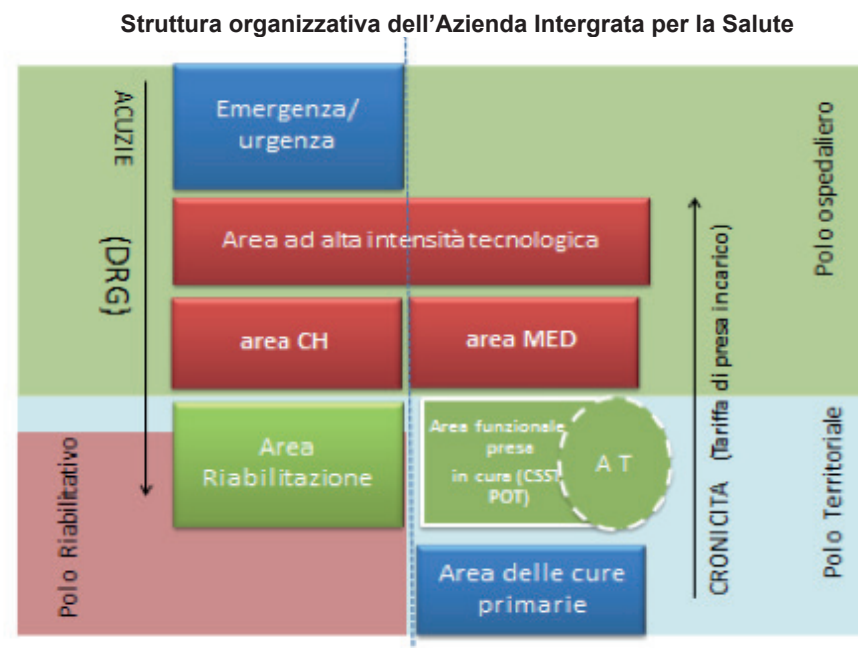 Struttura organizzativa dell'Azienda Intergrata per la Salute
ACUZIE
(DRG)
Emergenza/
urgenza
Area ad alta intensità tecnologica
area CH
area MED
Polo ospedaliero
Area
Riabilitazione
Area funzionale
presa
in cura (CSST
POT)
A T
Area delle cure
primarie
CRONICITA (Tariffa di presa in carico)
Polo Riabilitativo
Polo Territoriale